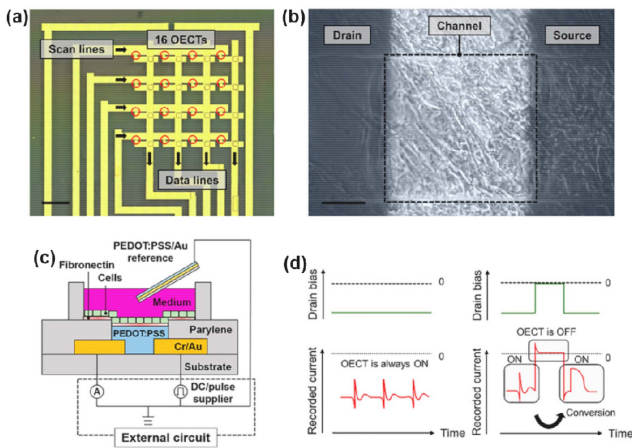 (a)
16 OECTs
Scan lines
Data lines
(b)
Drain
Channel
Source
(c)
PEDOT:PSS/Au
reference
Fibronectin
Cells
Medium
Parylene
PEDOT:PSS
Cr/Au
Substrate
A
DC/pulse
supplier
External circuit
(d)
Drain bias
0
Recorded current
OECT is always ON
0
Time
Drain bias
0
Recorded current
OECT is OFF
ON
0
ON
Conversion
Time